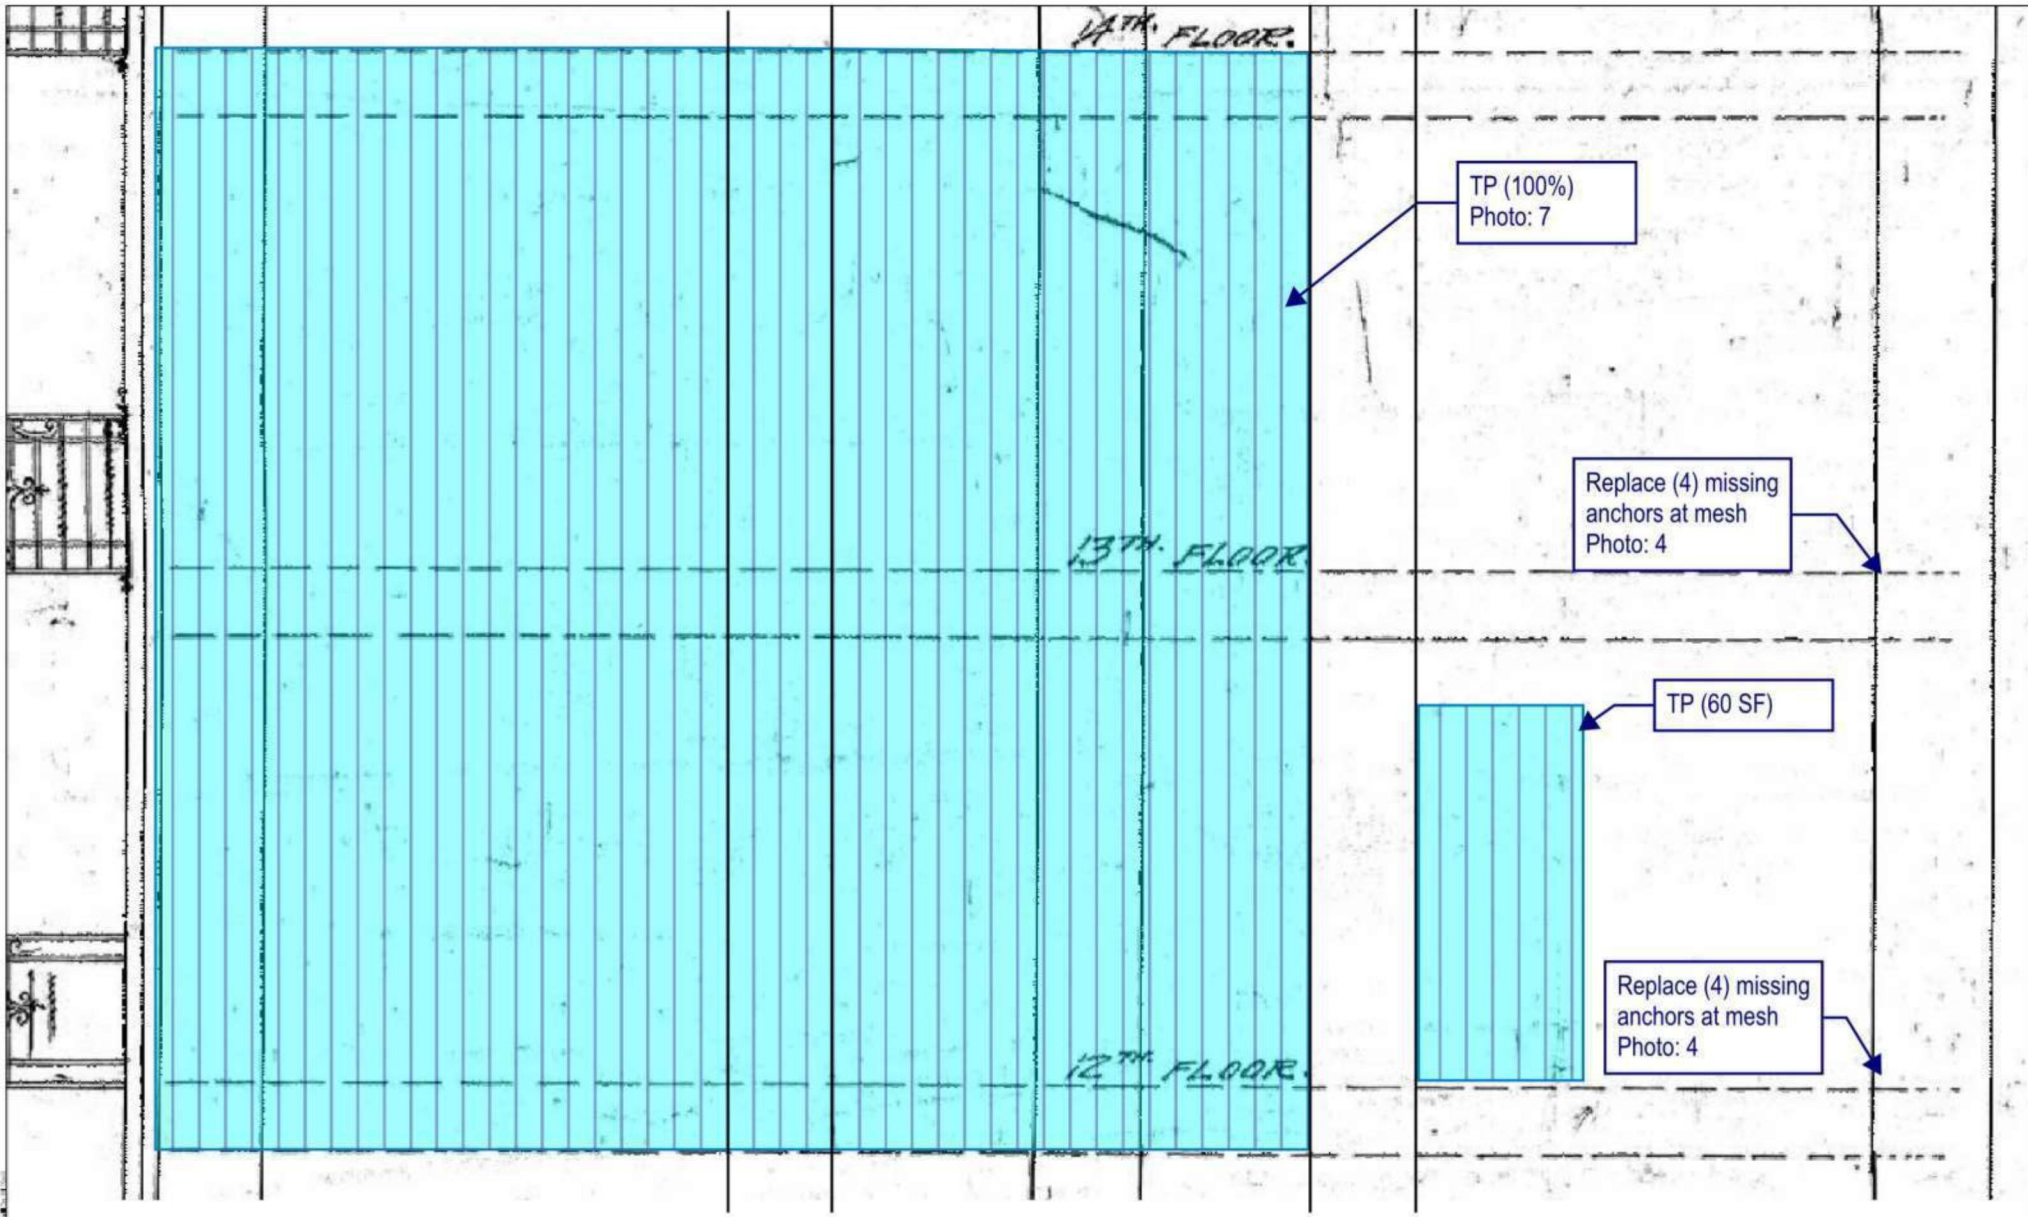 14TH. FLOOR.
TP (100%)
Photo: 7
Replace (4) missing
anchors at mesh
Photo: 4
13TH. FLOOR.
TP (60 SF)
Replace (4) missing
anchors at mesh
Photo: 4
12TH. FLOOR.